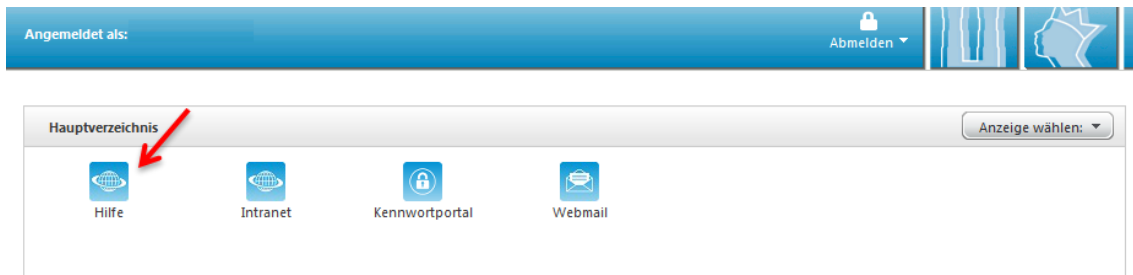 Angemeldet als:
Abmelden
Hauptverzeichnis
Anzeige wählen:
Hilfe
Intranet
Kennwortportal
Webmail